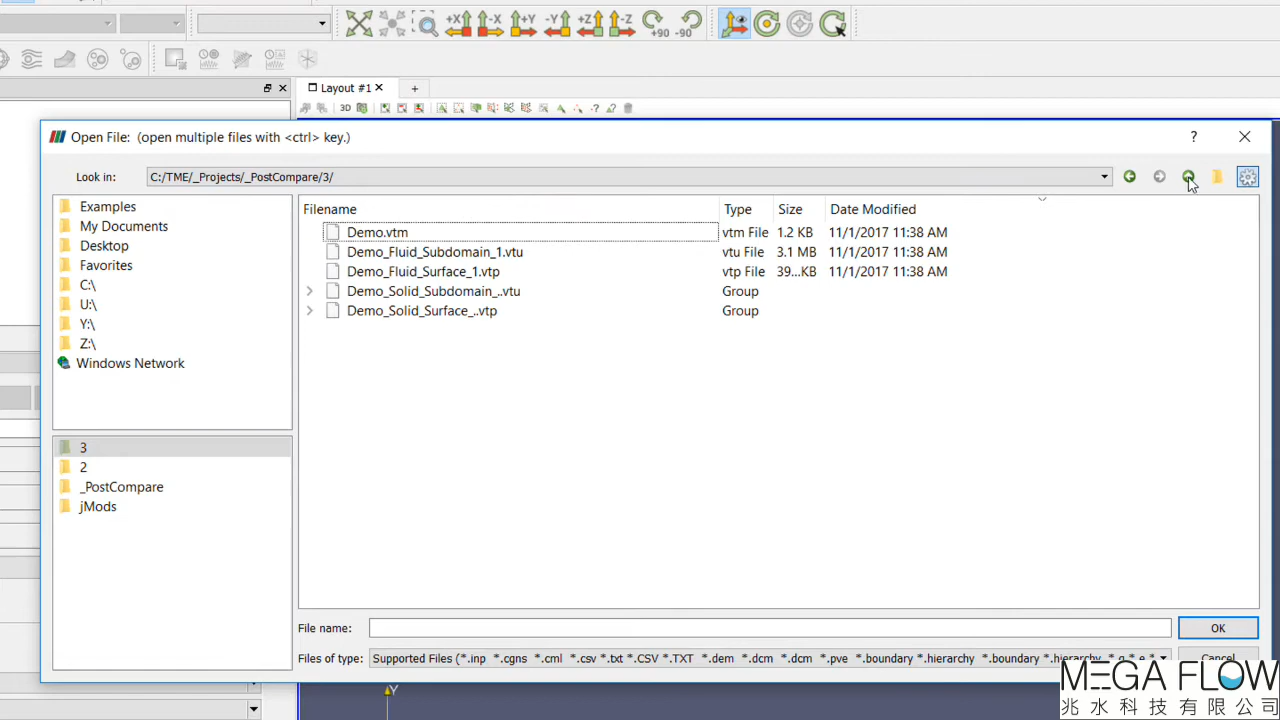 +X -X +Y -Y +Z -Z +90 -90
Layout #1
3D
Open File: (open multiple files with <ctrl> key.)
Look in: C:/TME/_Projects/_PostCompare/3/
Examples
My Documents
Desktop
Favorites
C:\
U:\
Y:\
Z:\
Windows Network
3
2
_PostCompare
jMods
Filename Type Size Date Modified
Demo.vtm vtm File 1.2 KB 11/1/2017 11:38 AM
Demo_Fluid_Subdomain_1.vtu vtu File 3.1 MB 11/1/2017 11:38 AM
Demo_Fluid_Surface_1.vtp vtp File 39...KB 11/1/2017 11:38 AM
Demo_Solid_Subdomain_..vtu Group
Demo_Solid_Surface_..vtp Group
File name: OK
Files of type: Supported Files (*.inp *.cgns *.cml *.csv *.txt *.CSV *.TXT *.dem *.dcm *.dcm *.pve *.boundary *.hierarchy *.boundary *.hierarchy *.g *.e * Cancel
Y
MEGA FLOW
兆水科技有限公司